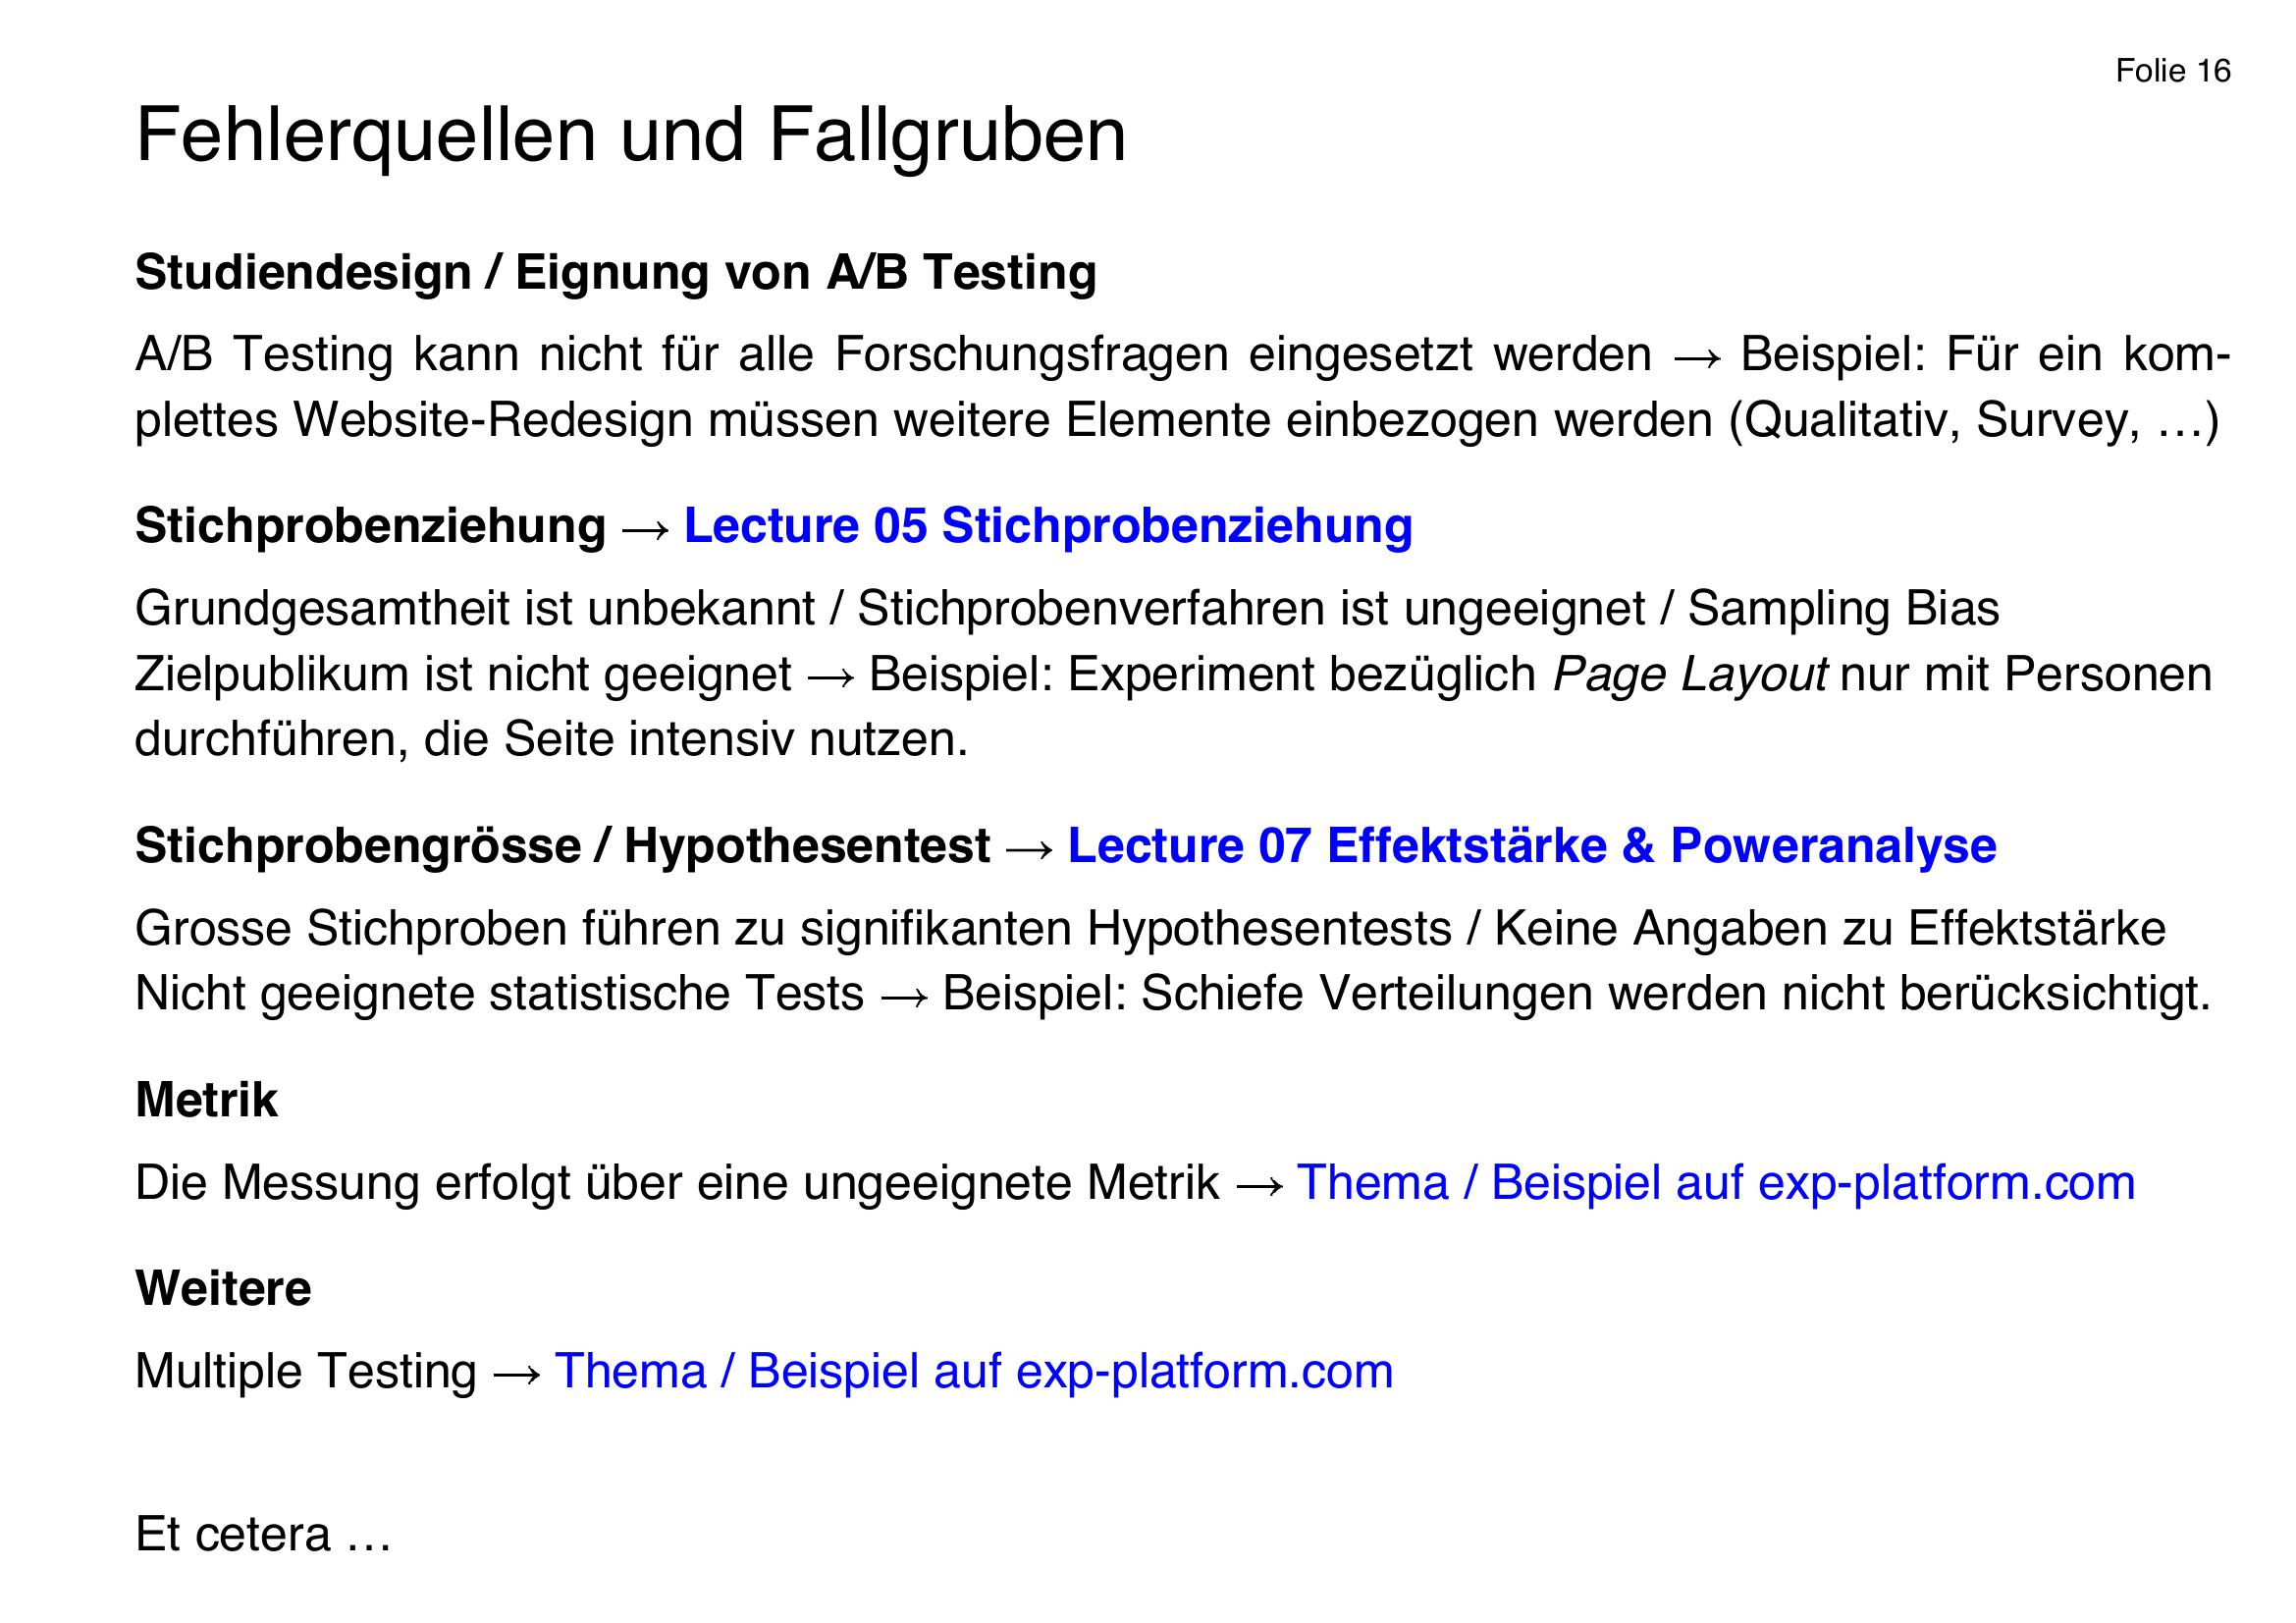 Folie 16
Fehlerquellen und Fallgruben
Studiendesign / Eignung von A/B Testing
A/B Testing kann nicht für alle Forschungsfragen eingesetzt werden → Beispiel: Für ein kom-
plettes Website-Redesign müssen weitere Elemente einbezogen werden (Qualitativ, Survey, …)
Stichprobenziehung → Lecture 05 Stichprobenziehung
Grundgesamtheit ist unbekannt / Stichprobenverfahren ist ungeeignet / Sampling Bias
Zielpublikum ist nicht geeignet → Beispiel: Experiment bezüglich Page Layout nur mit Personen
durchführen, die Seite intensiv nutzen.
Stichprobengrösse / Hypothesentest → Lecture 07 Effektstärke & Poweranalyse
Grosse Stichproben führen zu signifikanten Hypothesentests / Keine Angaben zu Effektstärke
Nicht geeignete statistische Tests → Beispiel: Schiefe Verteilungen werden nicht berücksichtigt.
Metrik
Die Messung erfolgt über eine ungeeignete Metrik → Thema / Beispiel auf exp-platform.com
Weitere
Multiple Testing → Thema / Beispiel auf exp-platform.com
Et cetera …